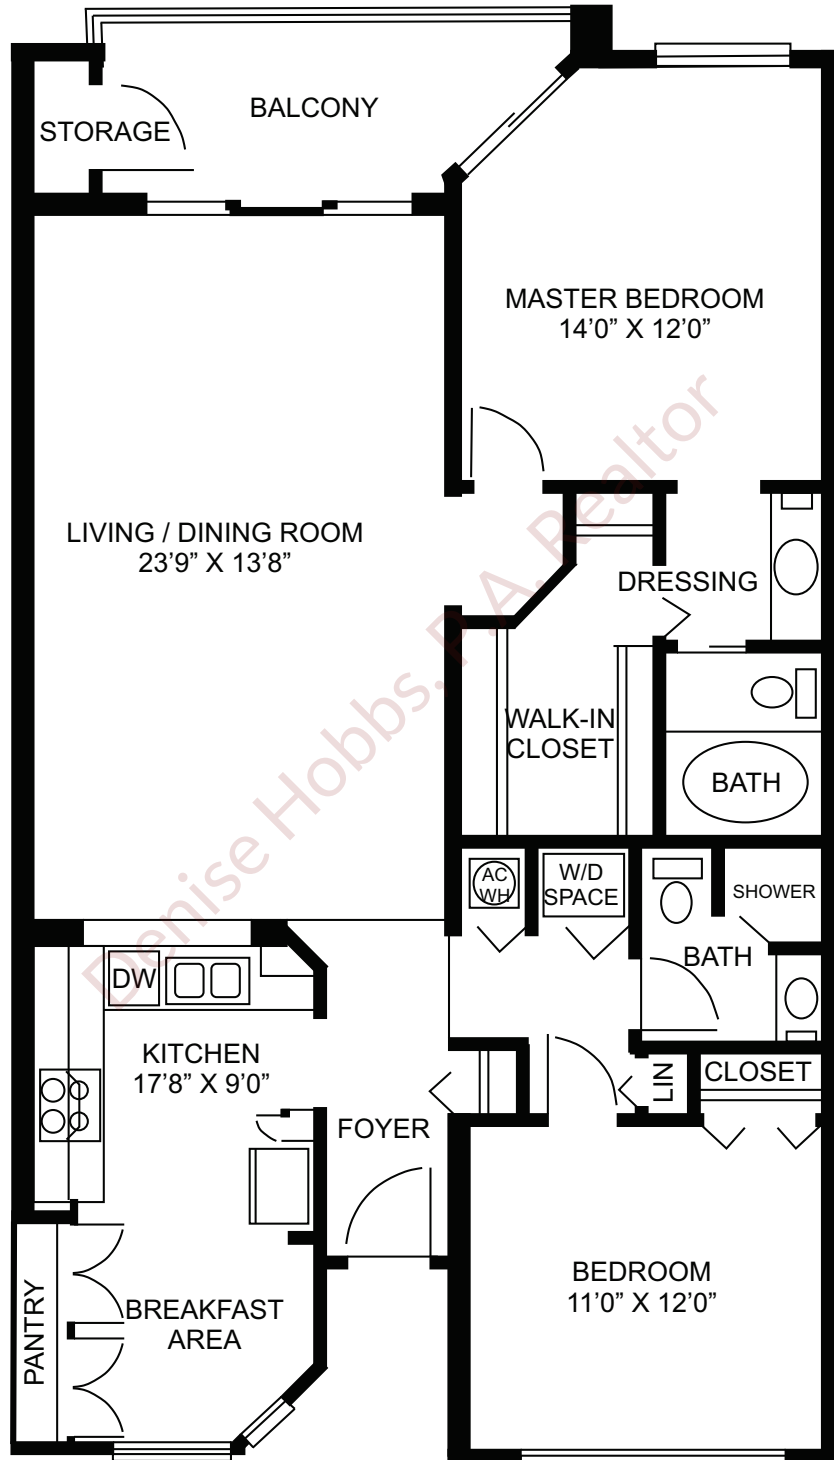 BALCONY
STORAGE
MASTER BEDROOM
14’0” X 12’0”
LIVING / DINING ROOM
23’9” X 13’8”
DRESSING
WALK-IN
CLOSET
BATH
AC
WH
W/D
SPACE
SHOWER
BATH
DW
KITCHEN
17’8” X 9’0”
LIN
CLOSET
FOYER
BEDROOM
11’0” X 12’0”
BREAKFAST
AREA
PANTRY
Denise Hobbs, P.A. Realtor